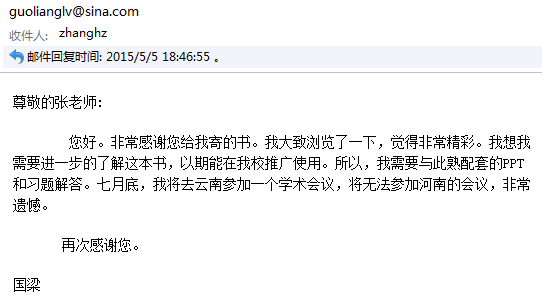 guolianglv@sina.com
收件人: zhanghz
邮件回复时间: 2015/5/5 18:46:55 。
尊敬的张老师:
您好。非常感谢您给我寄的书。我大致浏览了一下，觉得非常精彩。我想我
需要进一步的了解这本书，以期能在我校推广使用。所以，我需要与此熟配套的PPT
和习题解答。七月底，我将去云南参加一个学术会议，将无法参加河南的会议，非常
遗憾。
再次感谢您。
国梁